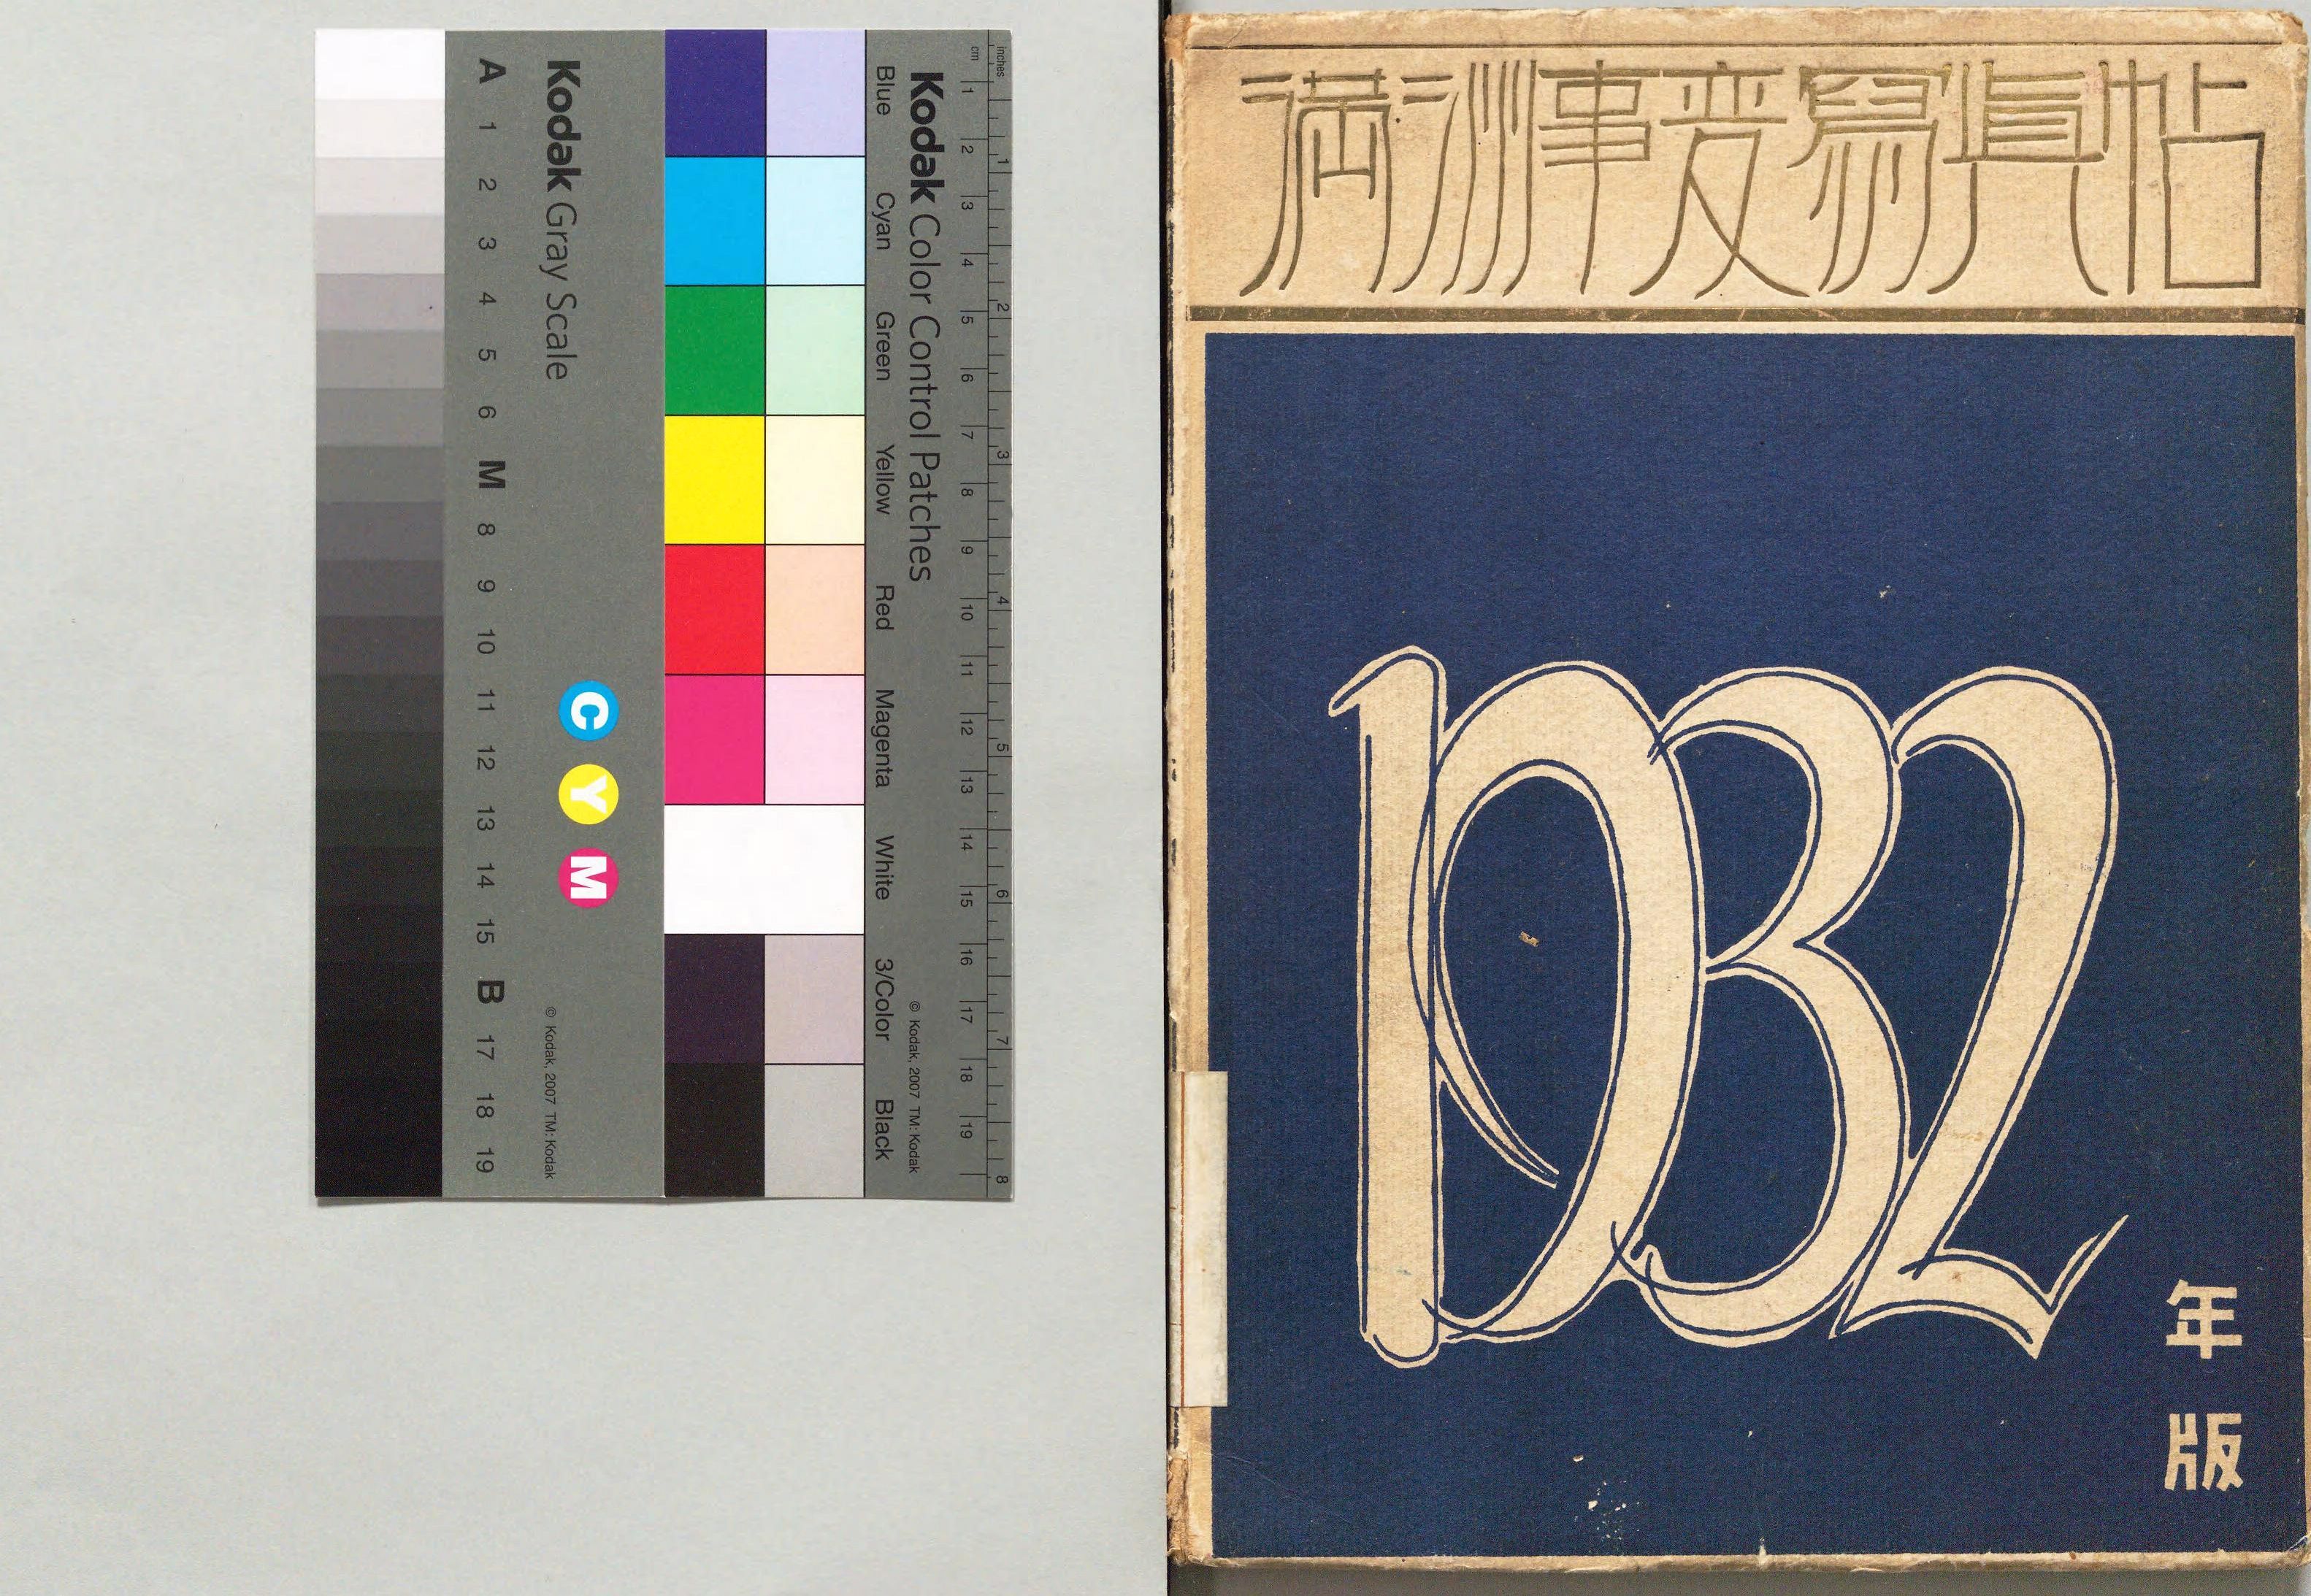 Kodak Gray Scale
A 1 2 3 4 5 6 M 8 9 10 11 12 13 14 15 B 17 18 19
C Y M
© Kodak, 2007 TM: Kodak
Kodak Color Control Patches
Blue Cyan Green Yellow Red Magenta White 3/Color Black
© Kodak, 2007 TM: Kodak
cm 1 2 3 4 5 6 7 8 9 10 11 12 13 14 15 16 17 18 19
inches 1 2 3 4 5 6 7 8
満洲事変寫眞帖
1932
年版